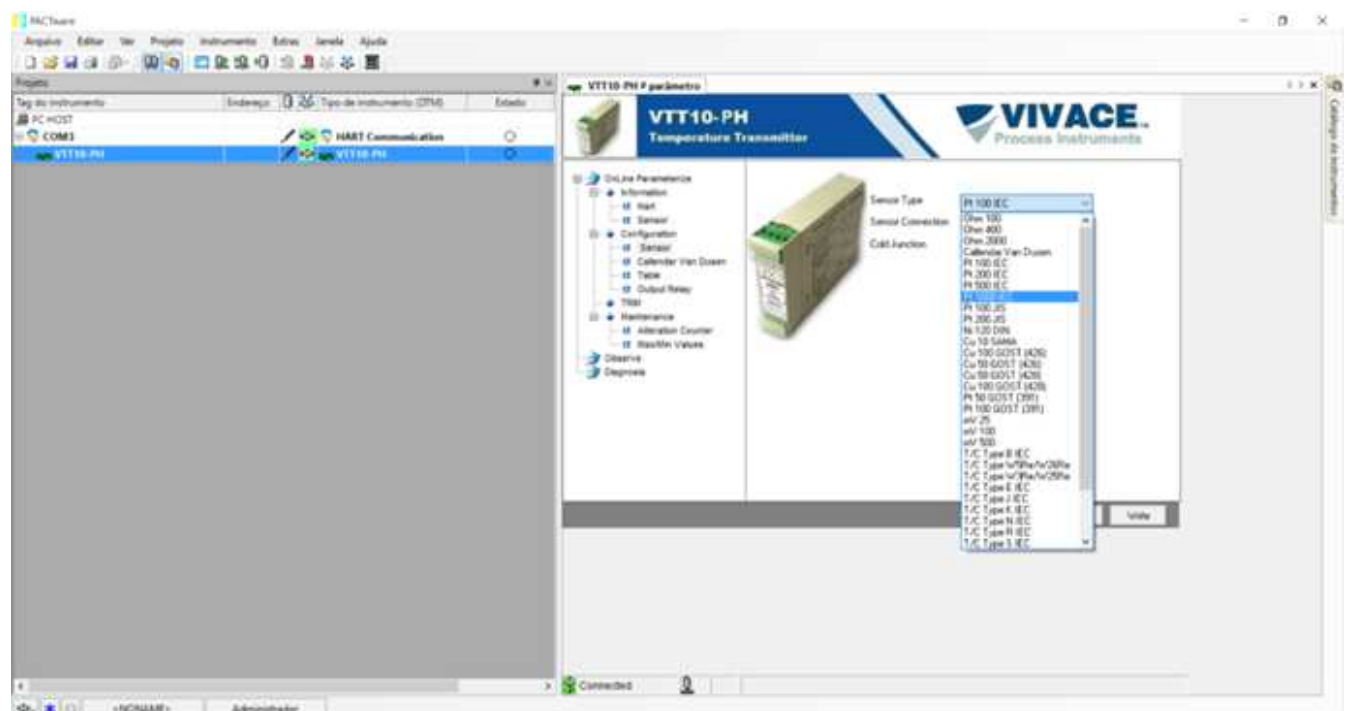 PACTware
Arquivo Editar Ver Projeto Instrumento Extras Janela Ajuda
Projeto
Tag do instrumento Endereço Tipo de instrumento (DTM) Estado
PC HOST
COM3 HART Communication
VTT10-PH VTT10-PH
VTT10-PH # parâmetro
VTT10-PH
Temperature Transmitter
VIVACE
Process Instruments
OnLine Parameterize
Information
Hart
Sensor
Configuration
Sensor
Callendar Van Dusen
Table
Output Relay
TRM
Maintenance
Alteration Counter
Max/Min Values
Observe
Diagnosis
Sensor Type
Sensor Connection
Cold Junction
Pt 100 IEC
Ohm 100
Ohm 400
Ohm 2000
Callendar Van Dusen
Pt 100 IEC
Pt 200 IEC
Pt 500 IEC
Pt 1000 IEC
Pt 100 JIS
Pt 200 JIS
Ni 120 DIN
Cu 10 SAMA
Cu 100 GOST (426)
Cu 50 GOST (426)
Cu 50 GOST (428)
Cu 100 GOST (428)
Pt 50 GOST (391)
Pt 100 GOST (391)
mV 25
mV 100
mV 500
T/C Type B IEC
T/C Type W5Re/W26Re
T/C Type W3Re/W25Re
T/C Type E IEC
T/C Type J IEC
T/C Type K IEC
T/C Type N IEC
T/C Type R IEC
T/C Type S IEC
Write
Catálogo de instrumentos
Connected
<NONAME> Administrador